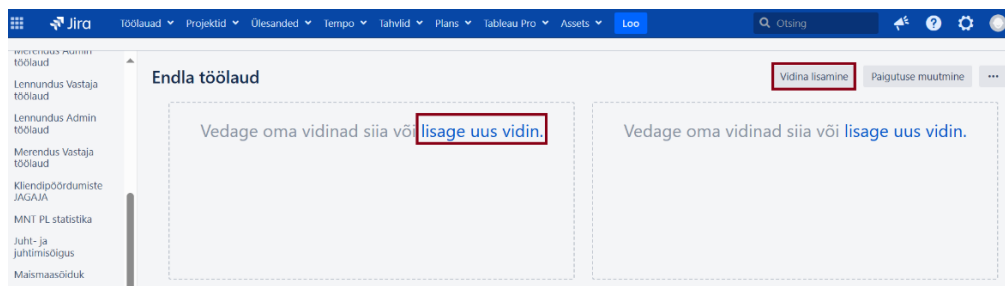 Jira Töölauad Projektid Ülesanded Tempo Tahvlid Plans Tableau Pro Assets Loo Otsing
Merendus Admin
töölaud
Lennundus Vastaja
töölaud
Lennundus Admin
töölaud
Merendus Vastaja
töölaud
Kliendipöördumiste
JAGAJA
MNT PL statistika
Juht- ja
juhtimisõigus
Maismaasõiduk
Endla töölaud
Vidina lisamine Paigutuse muutmine ...
Vedage oma vidinad siia või lisage uus vidin.
Vedage oma vidinad siia või lisage uus vidin.